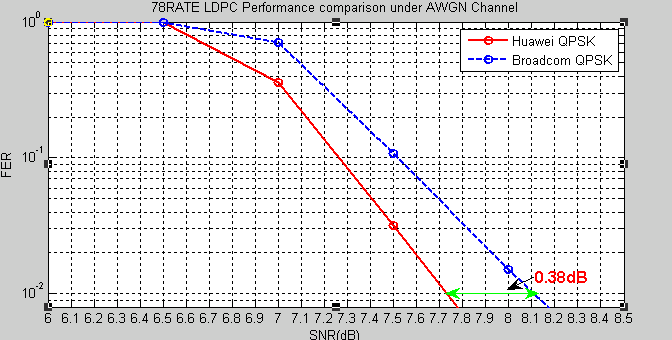 78RATE LDPC Performance comparison under AWGN Channel
10^0
Huawei QPSK
Broadcom QPSK
10^-1
FER
0.38dB
10^-2
6 6.1 6.2 6.3 6.4 6.5 6.6 6.7 6.8 6.9 7 7.1 7.2 7.3 7.4 7.5 7.6 7.7 7.8 7.9 8 8.1 8.2 8.3 8.4 8.5
SNR(dB)